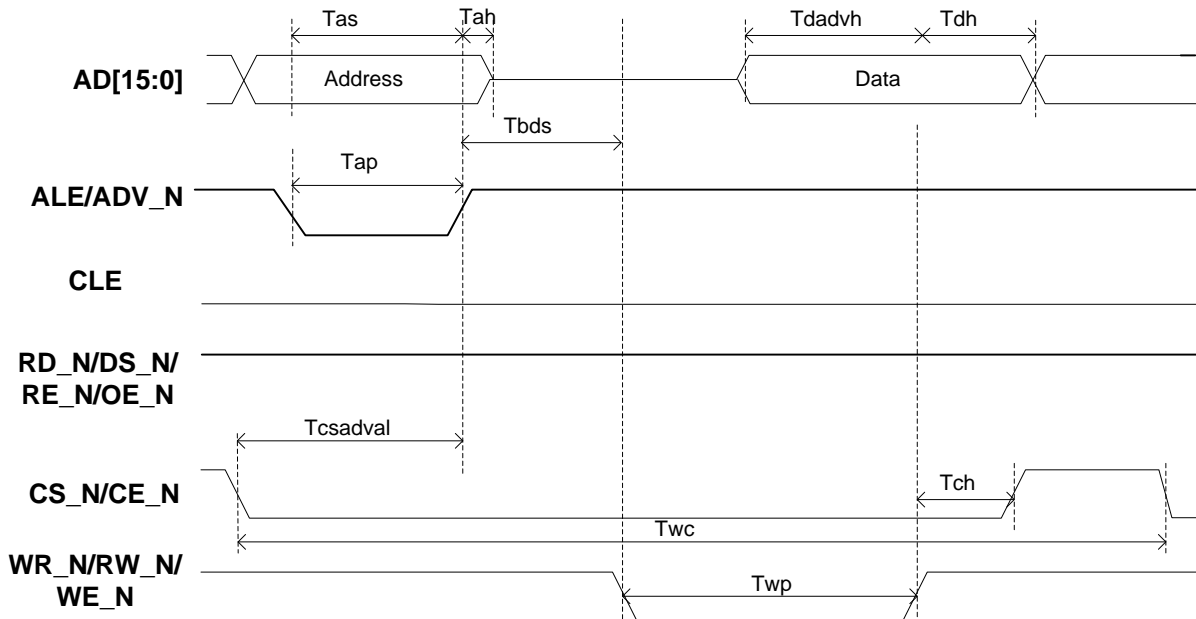 Tas
Tah
Tdadvh
Tdh
AD[15:0]
Address
Data
Tbds
Tap
ALE/ADV_N
CLE
RD_N/DS_N/
RE_N/OE_N
Tcsadval
CS_N/CE_N
Tch
Twc
WR_N/RW_N/
WE_N
Twp